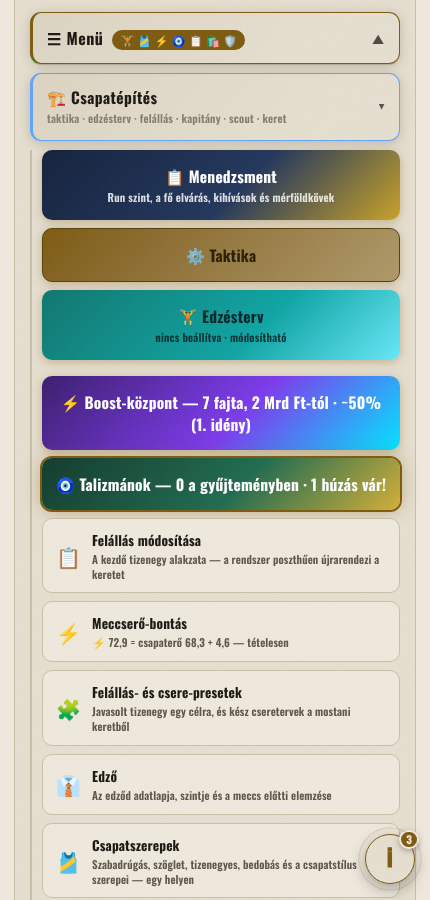 ☰ Menü
Csapatépítés
taktika · edzésterv · felállás · kapitány · scout · keret
Menedzsment
Run szint, a fő elvárás, kihívások és mérföldkövek
Taktika
Edzésterv
nincs beállítva · módosítható
Boost-központ — 7 fajta, 2 Mrd Ft-tól · −50%
(1. idény)
Talizmánok — 0 a gyűjteményben · 1 húzás vár!
Felállás módosítása
A kezdő tizenegy alakzata — a rendszer poszthűen újrarendezi a
keretet
Meccserő-bontás
⚡ 72,9 = csapaterő 68,3 + 4,6 — tételesen
Felállás- és csere-presetek
Javasolt tizenegy egy célra, és kész cseretervek a mostani
keretből
Edző
Az edződ adatlapja, szintje és a meccs előtti elemzése
Csapatszerepek
Szabadrúgás, szöglet, tizenegyes, bedobás és a csapatstílus
szerepei — egy helyen
3